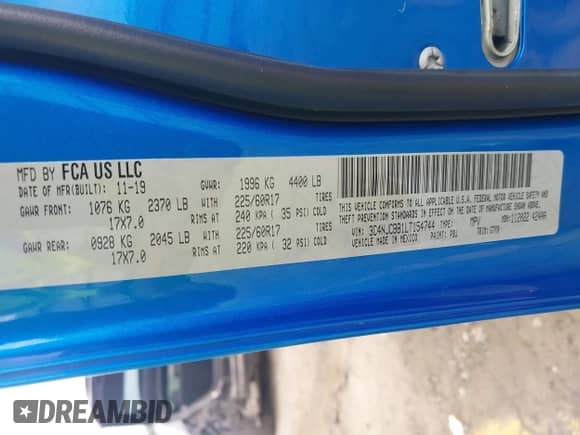 MFD BY FCA US LLC
DATE OF MFR(BUILT): 11-19 GVWR: 1996 KG 4400 LB
GAWR FRONT: 1076 KG 2370 LB WITH 225/60R17 TIRES
17X7.0 RIMS AT 240 KPA ( 35 PSI) COLD
GAWR REAR: 0928 KG 2045 LB WITH 225/60R17 TIRES
17X7.0 RIMS AT 220 KPA ( 32 PSI) COLD
THIS VEHICLE CONFORMS TO ALL APPLICABLE U.S.A. FEDERAL MOTOR VEHICLE SAFETY
AND THEFT PREVENTION STANDARDS IN EFFECT ON THE DATE OF MANUFACTURE SHOWN ABOVE.
VIN: 3C4NJCBB1LT154744 TYPE: MPV MDH: 112022
VEHICLE MADE IN MEXICO PAINT: PBJ TRIM:
DREAMBID